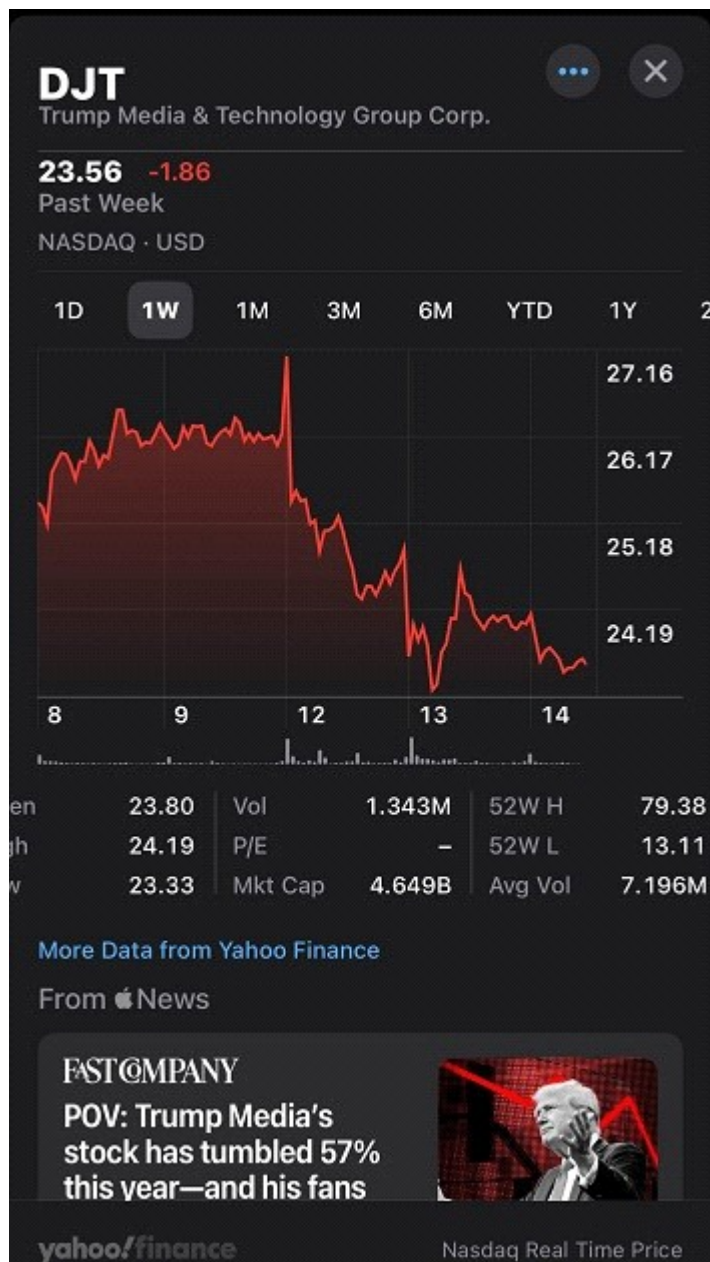 DJT
Trump Media & Technology Group Corp.
23.56 -1.86
Past Week
NASDAQ · USD
1D 1W 1M 3M 6M YTD 1Y 2
27.16
26.17
25.18
24.19
8 9 12 13 14
en 23.80 Vol 1.343M 52W H 79.38
gh 24.19 P/E – 52W L 13.11
w 23.33 Mkt Cap 4.649B Avg Vol 7.196M
More Data from Yahoo Finance
From News
FAST COMPANY
POV: Trump Media’s
stock has tumbled 57%
this year—and his fans
yahoo!finance Nasdaq Real Time Price